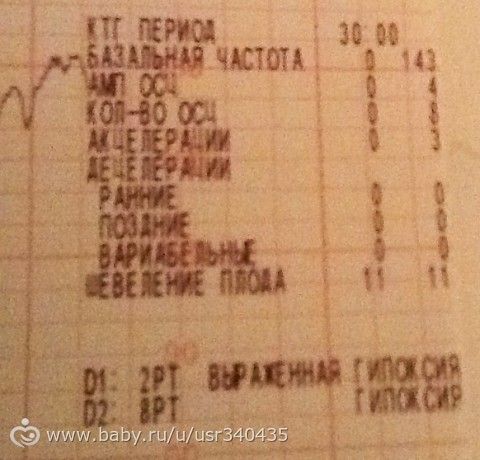 КТГ ПЕРИОД 30:00
БАЗАЛЬНАЯ ЧАСТОТА 0 143
АМП ОСЦ 0 4
КОЛ-ВО ОСЦ 0 8
АКЦЕЛЕРАЦИИ 0 3
ДЕЦЕЛЕРАЦИИ
РАННИЕ 0 0
ПОЗДНИЕ 0 0
ВАРИАБЕЛЬНЫЕ 0 0
ШЕВЕЛЕНИЕ ПЛОДА 11 11
D1: 2PT ВЫРАЖЕННАЯ ГИПОКСИЯ
D2: 8PT ГИПОКСИЯ
www.baby.ru/u/usr340435